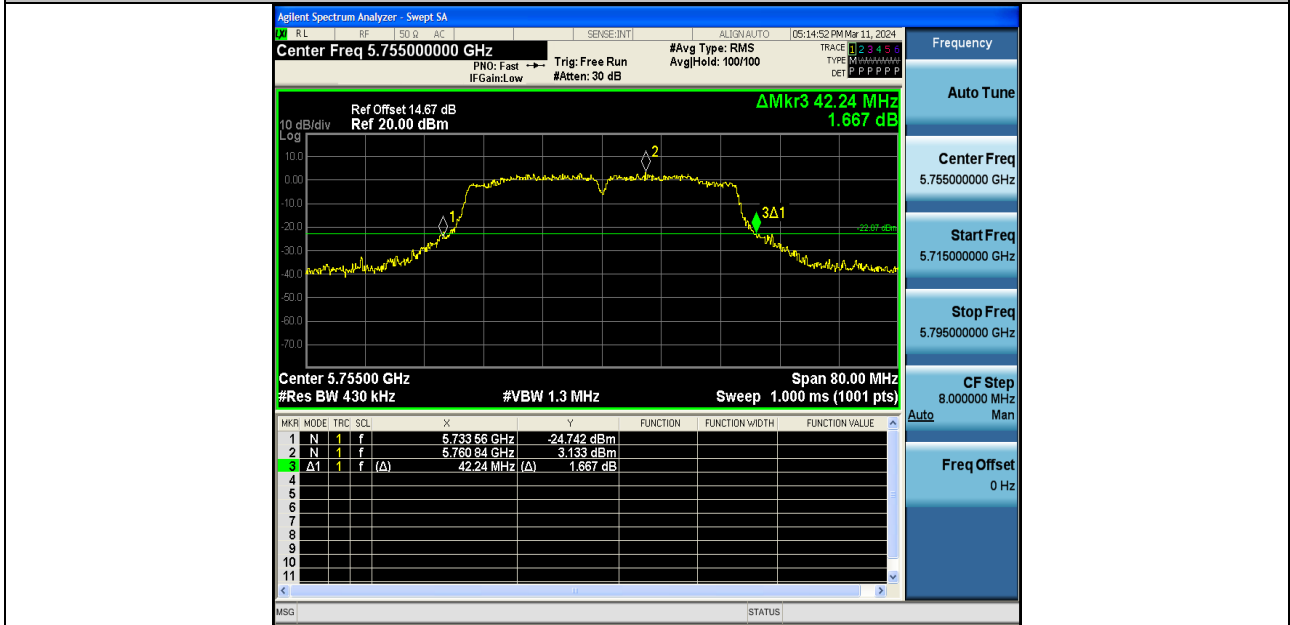 Agilent Spectrum Analyzer - Swept SA
LXI RL RF 50 Ω AC SENSE:INT ALIGN AUTO 05:14:52 PM Mar 11, 2024
Center Freq 5.755000000 GHz
PNO: Fast
IFGain:Low
Trig: Free Run
#Atten: 30 dB
#Avg Type: RMS
Avg|Hold: 100/100
TRACE 1 2 3 4 5 6
TYPE M
DET P P P P P P
Ref Offset 14.67 dB
10 dB/div Ref 20.00 dBm
Log
ΔMkr3 42.24 MHz
1.667 dB
10.0
0.00
-10.0
-20.0
-30.0
-40.0
-50.0
-60.0
-70.0
1
2
3Δ1
-22.87 dBm
Center 5.75500 GHz Span 80.00 MHz
#Res BW 430 kHz #VBW 1.3 MHz Sweep 1.000 ms (1001 pts)
MKR MODE TRC SCL X Y FUNCTION FUNCTION WIDTH FUNCTION VALUE
1 N 1 f 5.733 56 GHz -24.742 dBm
2 N 1 f 5.760 84 GHz 3.133 dBm
3 Δ1 1 f (Δ) 42.24 MHz (Δ) 1.667 dB
4
5
6
7
8
9
10
11
MSG STATUS
Frequency
Auto Tune
Center Freq
5.755000000 GHz
Start Freq
5.715000000 GHz
Stop Freq
5.795000000 GHz
CF Step
8.000000 MHz
Auto Man
Freq Offset
0 Hz